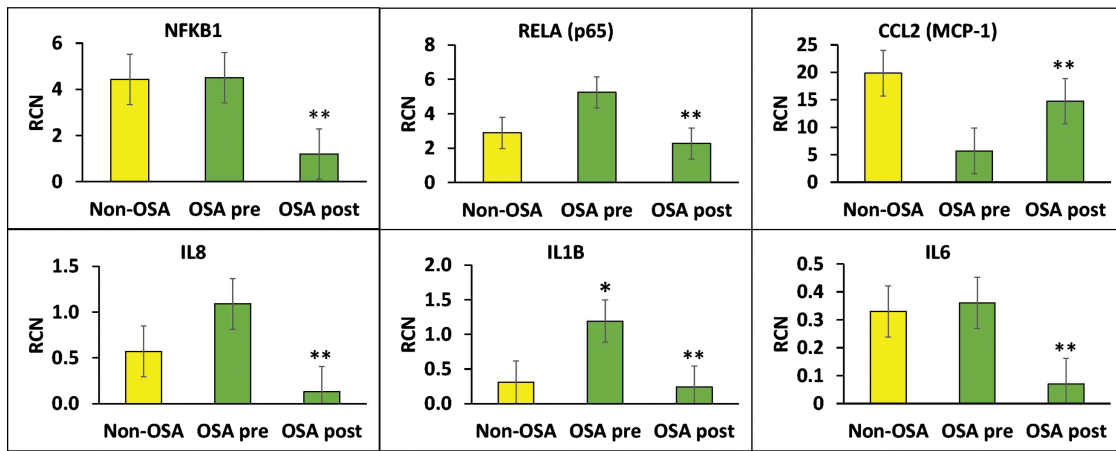 NFKB1
6
4
2
0
RCN
**
Non-OSA OSA pre OSA post
RELA (p65)
8
6
4
2
0
RCN
**
Non-OSA OSA pre OSA post
CCL2 (MCP-1)
25
20
15
10
5
0
RCN
**
Non-OSA OSA pre OSA post
IL8
1.5
1.0
0.5
0.0
RCN
**
Non-OSA OSA pre OSA post
IL1B
2.0
1.5
1.0
0.5
0.0
RCN
*
**
Non-OSA OSA pre OSA post
IL6
0.5
0.4
0.3
0.2
0.1
0
RCN
**
Non-OSA OSA pre OSA post